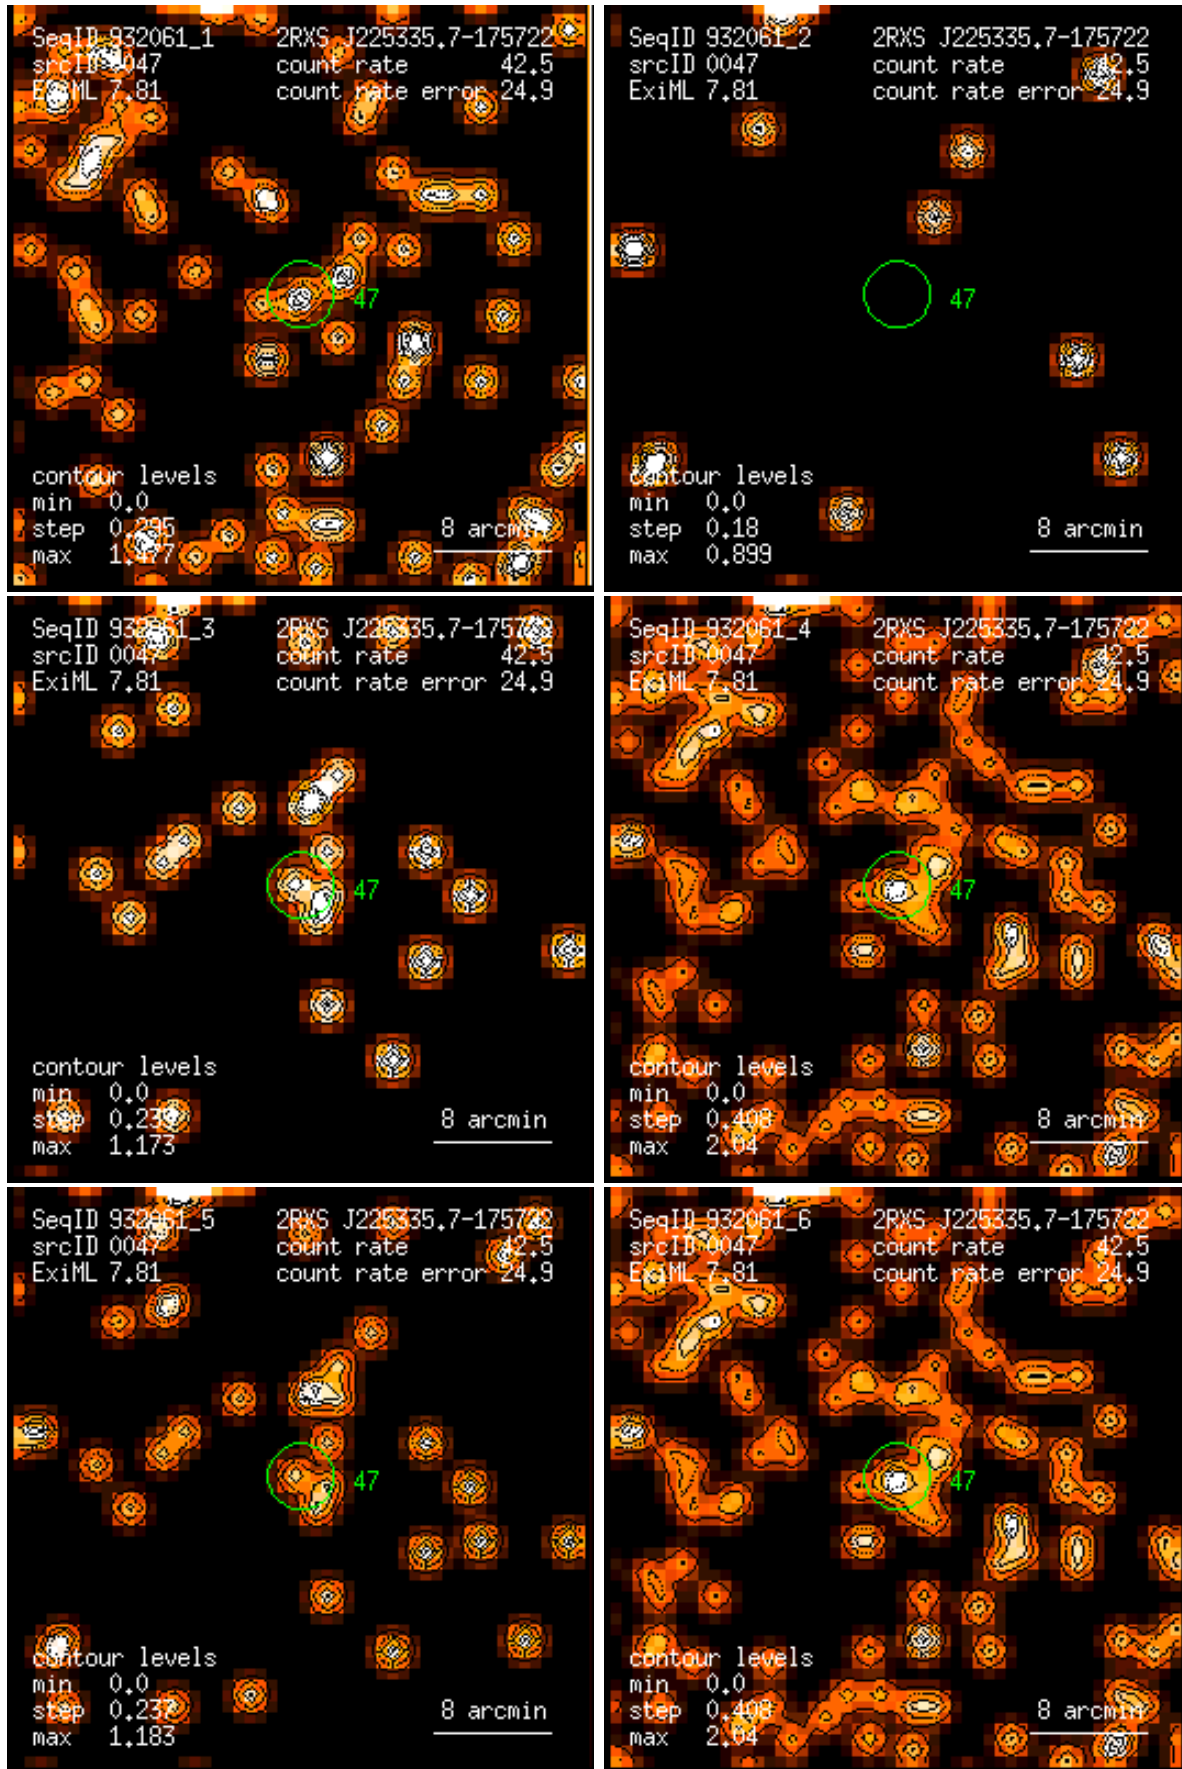 SeqID 932061_1 2RXS J225335.7-175722
srcID 0047 count rate 42.5
ExiML 7.81 count rate error 24.9
47
contour levels
min 0.0
step 0.295 8 arcmin
max 1.477
SeqID 932061_2 2RXS J225335.7-175722
srcID 0047 count rate 42.5
ExiML 7.81 count rate error 24.9
47
contour levels
min 0.0
step 0.18 8 arcmin
max 0.899
SeqID 932061_3 2RXS J225335.7-175722
srcID 0047 count rate 42.5
ExiML 7.81 count rate error 24.9
47
contour levels
min 0.0
step 8 arcmin
max 1.173
SeqID 932061_4 2RXS J225335.7-175722
srcID 0047 count rate 42.5
ExiML 7.81 count rate error 24.9
47
contour levels
min 0.0
step 0.408 8 arcmin
max 2.04
SeqID 932061_5 2RXS J225335.7-175722
srcID 0047 count rate 42.5
ExiML 7.81 count rate error 24.9
47
contour levels
min 0.0
step 0.237 8 arcmin
max 1.183
SeqID 932061_6 2RXS J225335.7-175722
srcID 0047 count rate 42.5
ExiML 7.81 count rate error 24.9
47
contour levels
min 0.0
step 0.408 8 arcmin
max 2.04